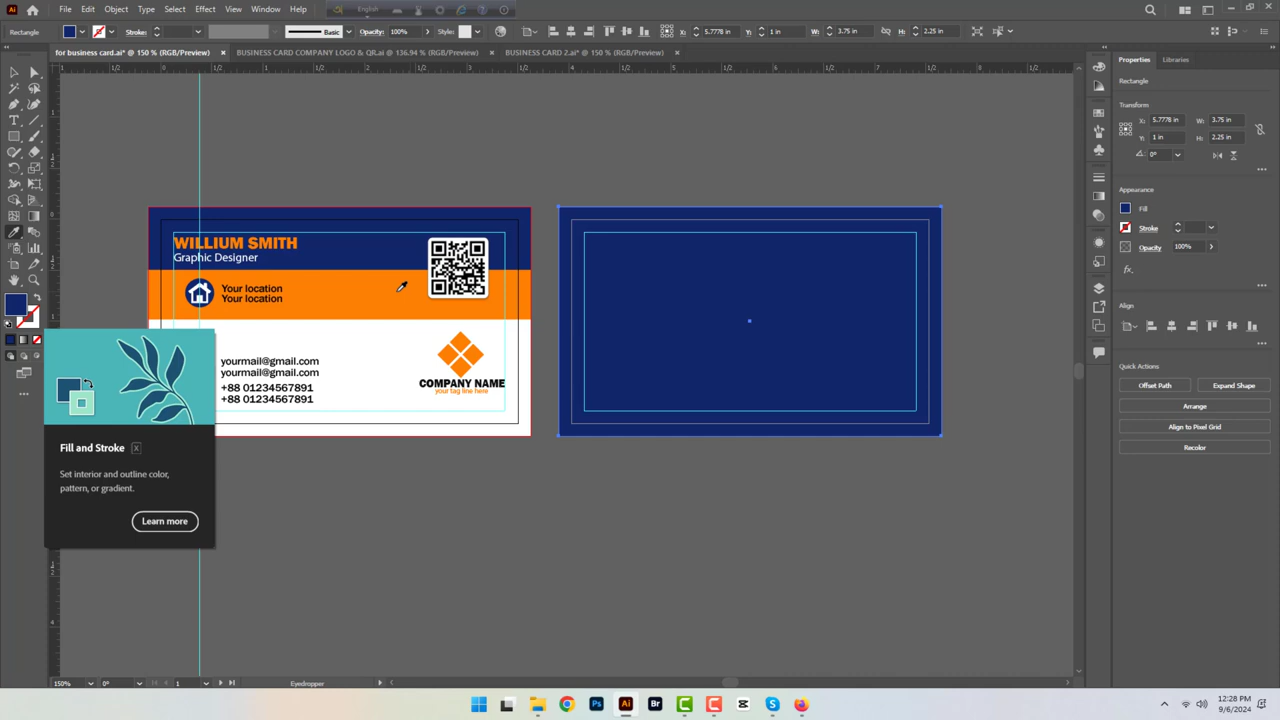 File Edit Object Type Select Effect View Window Help
English
Rectangle
Stroke:
Basic
Opacity: 100%
X: 5.7778 in
Y: 1 in
W: 3.75 in
H: 2.25 in
for business card.ai* @ 150 % (RGB/Preview) ×
BUSINESS CARD COMPANY LOGO & QR.ai @ 136.94 % (RGB/Preview) ×
BUSINESS CARD 2.ai* @ 150 % (RGB/Preview) ×
Properties Libraries
Rectangle
Transform
X: 5.7778 in W: 3.75 in
Y: 1 in H: 2.25 in
0°
Appearance
Fill
Stroke
Opacity 100%
fx.
Align
Quick Actions
Offset Path Expand Shape
Arrange
Align to Pixel Grid
Recolor
WILLIUM SMITH
Graphic Designer
Your location
Your location
yourmail@gmail.com
yourmail@gmail.com
+88 01234567891
+88 01234567891
COMPANY NAME
your tag line here
Fill and Stroke X
Set interior and outline color,
pattern, or gradient.
Learn more
150% 0° 1 Eyedropper
Ps Ai Br
12:28 PM
9/6/2024